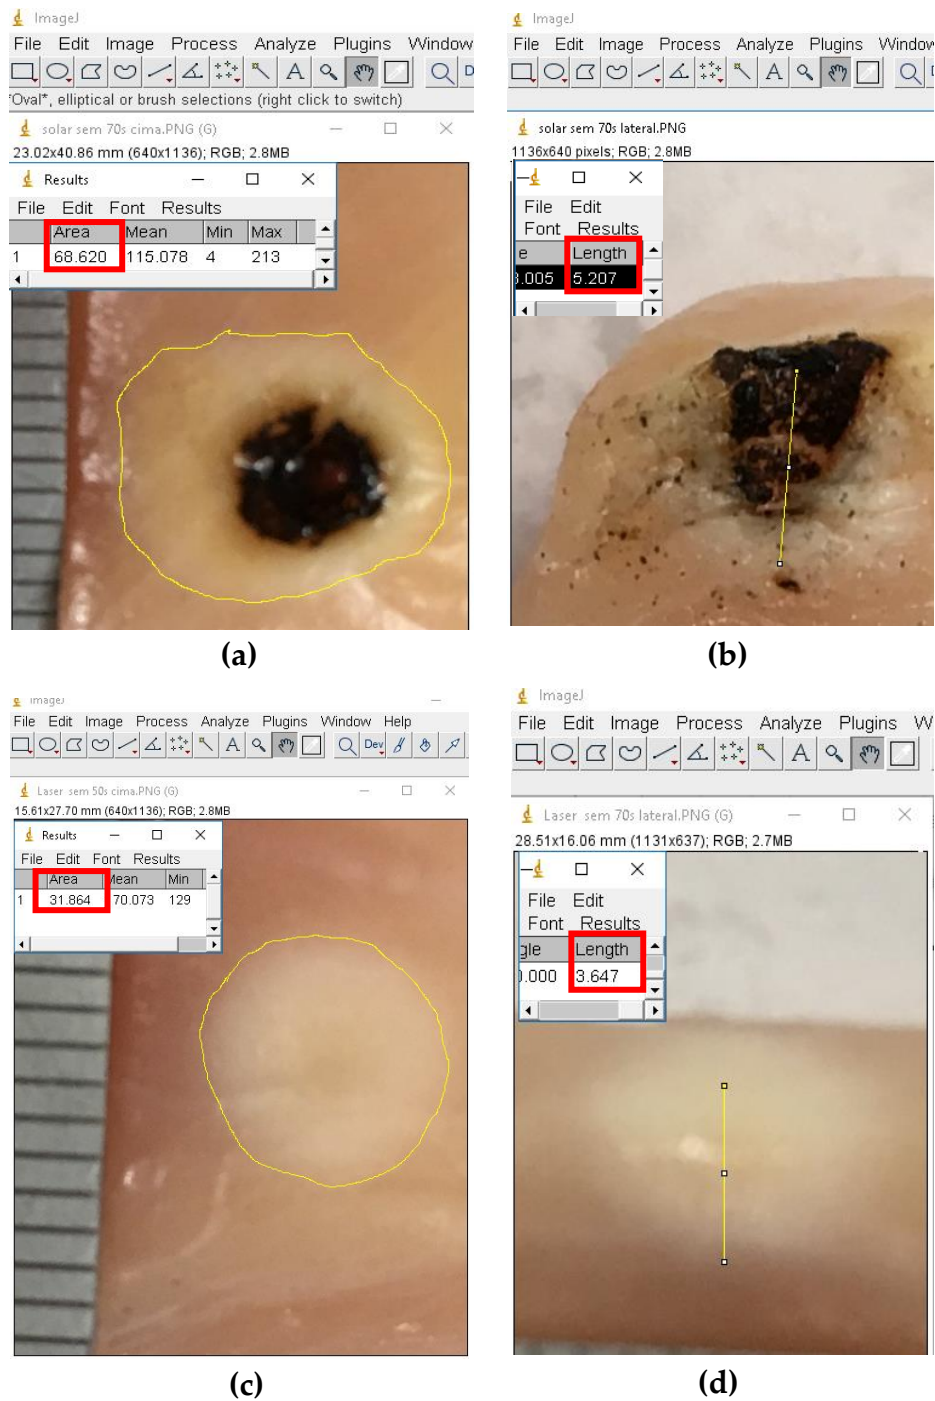 ImageJ
File Edit Image Process Analyze Plugins Window
A
D
*Oval*, elliptical or brush selections (right click to switch)
solar sem 70s cima.PNG (G)
23.02x40.86 mm (640x1136); RGB; 2.8MB
Results
File Edit Font Results
Area Mean Min Max
1 68.620 115.078 4 213
(a)
ImageJ
File Edit Image Process Analyze Plugins Window
A
solar sem 70s lateral.PNG
1136x640 pixels; RGB; 2.8MB
File Edit
Font Results
e Length
3.005 5.207
(b)
ImageJ
File Edit Image Process Analyze Plugins Window Help
A Dev
Laser sem 50s cima.PNG (G)
15.61x27.70 mm (640x1136); RGB; 2.8MB
Results
File Edit Font Results
Area Mean Min
1 31.864 70.073 129
(c)
ImageJ
File Edit Image Process Analyze Plugins W
A
Laser sem 70s lateral.PNG (G)
28.51x16.06 mm (1131x637); RGB; 2.7MB
File Edit
Font Results
gle Length
0.000 3.647
(d)